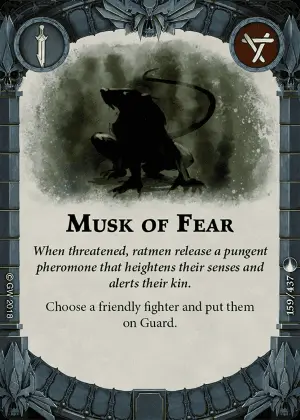 Musk of Fear
When threatened, ratmen release a pungent
pheromone that heightens their senses and
alerts their kin.
Choose a friendly fighter and put them
on Guard.
© GW 2018
159/437